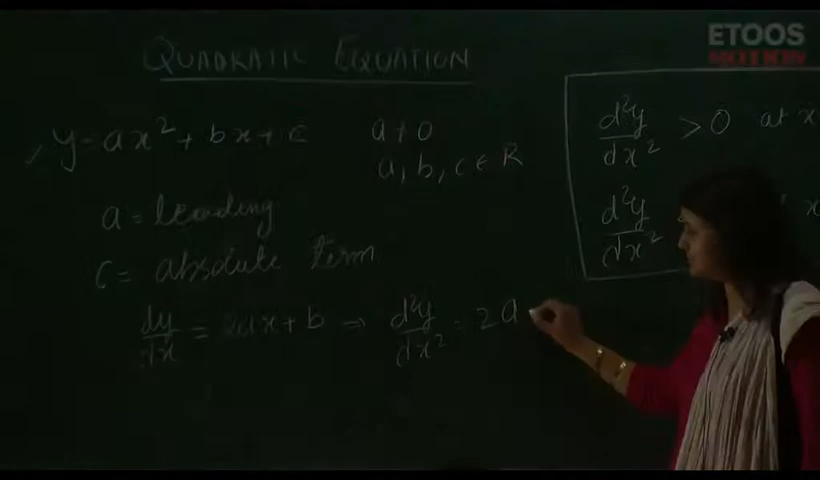 QUADRATIC EQUATION
ETOOS
y = ax² + bx + c a ≠ 0
a, b, c ∈ R
a = leading
c = absolute term
dy/dx = 2ax + b ⇒ d²y/dx² = 2a
d²y/dx² > 0 at x
d²y/dx²